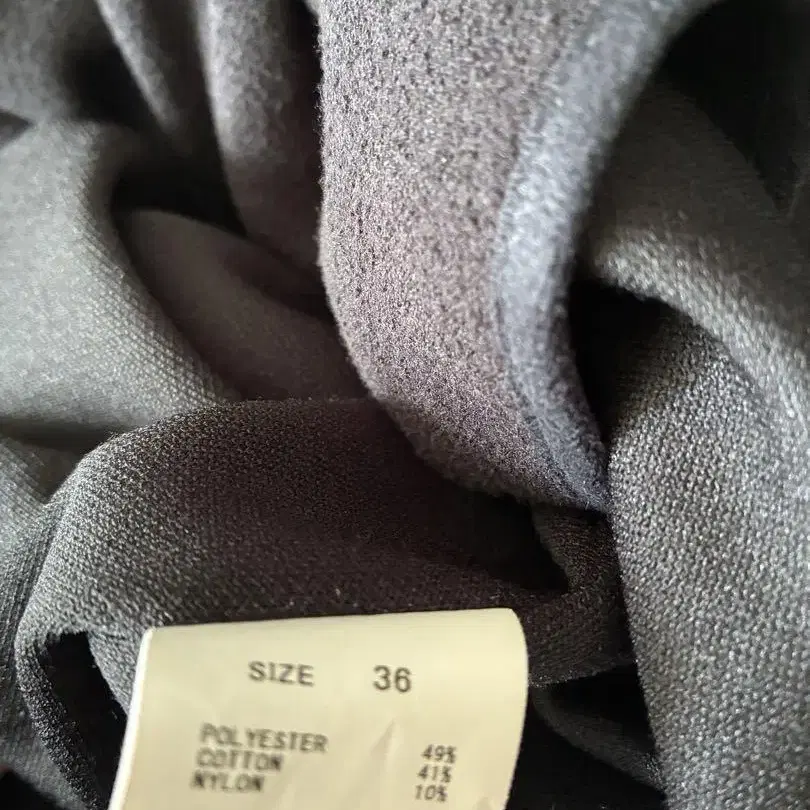 SIZE 36
POLYESTER 49%
COTTON 41%
NYLON 10%